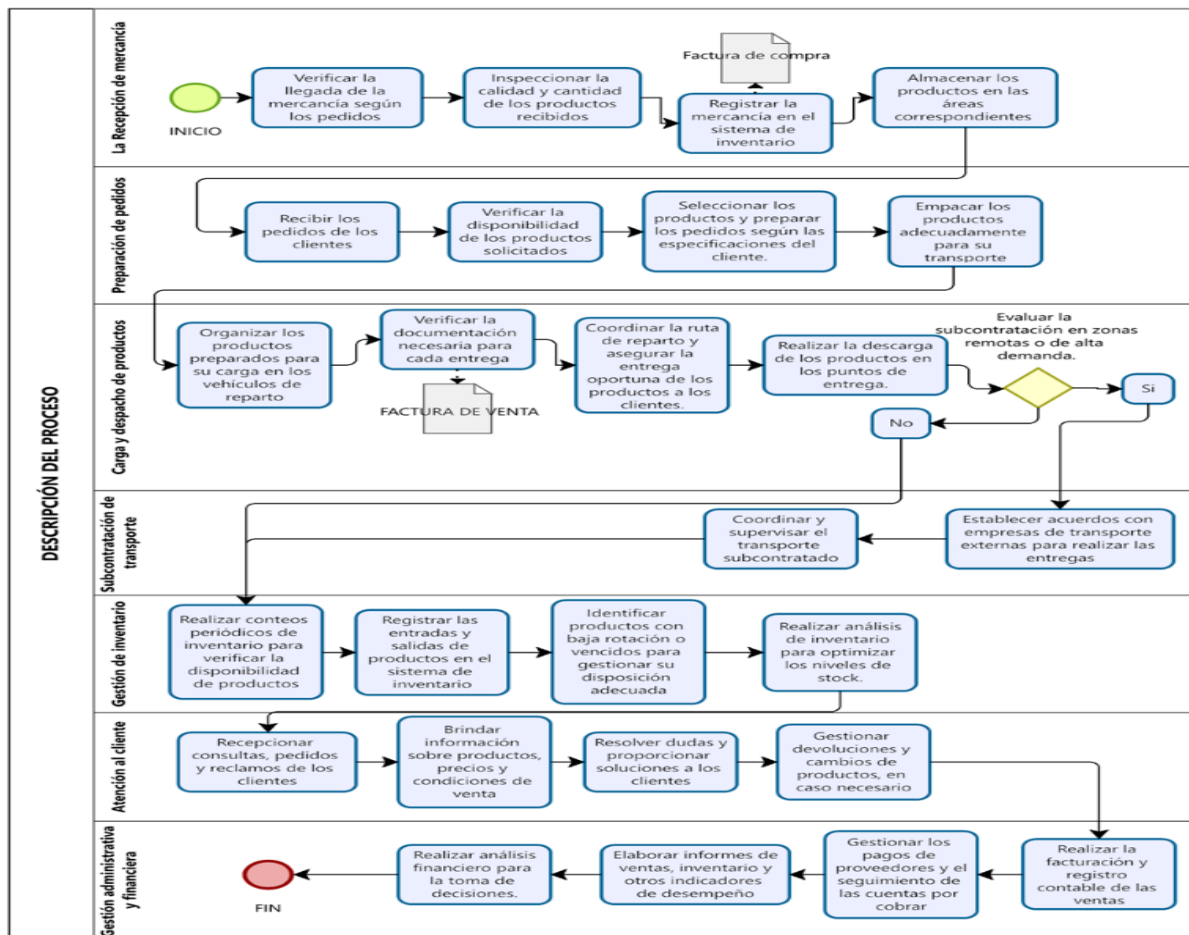 DESCRIPCIÓN DEL PROCESO
La Recepción de mercancia
INICIO
Verificar la
llegada de la
mercancía según
los pedidos
Inspeccionar la
calidad y cantidad
de los productos
recibidos
Factura de compra
Registrar la
mercancía en el
sistema de
inventario
Almacenar los
productos en las
áreas
correspondientes
Preparación de pedidos
Recibir los
pedidos de los
clientes
Verificar la
disponibilidad
de los productos
solicitados
Seleccionar los
productos y preparar
los pedidos según las
especificaciones del
cliente.
Empacar los
productos
adecuadamente
para su
transporte
Carga y despacho de productos
Organizar los
productos
preparados para
su carga en los
vehículos de
reparto
Verificar la
documentación
necesaria para
cada entrega
FACTURA DE VENTA
Coordinar la ruta
de reparto y
asegurar la
entrega
oportuna de los
productos a los
clientes.
Realizar la descarga
de los productos en
los puntos de
entrega.
Evaluar la
subcontratación en zonas
remotas o de alta
demanda.
Si
No
Subcontratación de
transporte
Establecer acuerdos con
empresas de transporte
externas para realizar las
entregas
Coordinar y
supervisar el
transporte
subcontratado
Gestión de inventario
Realizar conteos
periódicos de
inventario para
verificar la
disponibilidad
de productos
Registrar las
entradas y
salidas de
productos en el
sistema de
inventario
Identificar
productos con
baja rotación o
vencidos para
gestionar su
disposición
adecuada
Realizar análisis
de inventario
para optimizar
los niveles de
stock.
Atención al cliente
Recepcionar
consultas, pedidos
y reclamos de los
clientes
Brindar
información
sobre productos,
precios y
condiciones de
venta
Resolver dudas y
proporcionar
soluciones a los
clientes
Gestionar
devoluciones y
cambios de
productos, en
caso necesario
Gestión administrativa
y financiera
Realizar la
facturación y
registro
contable de las
ventas
Gestionar los
pagos de
proveedores y el
seguimiento de
las cuentas por
cobrar
Elaborar informes de
ventas, inventario y
otros indicadores
de desempeño
Realizar análisis
financiero para
la toma de
decisiones.
FIN